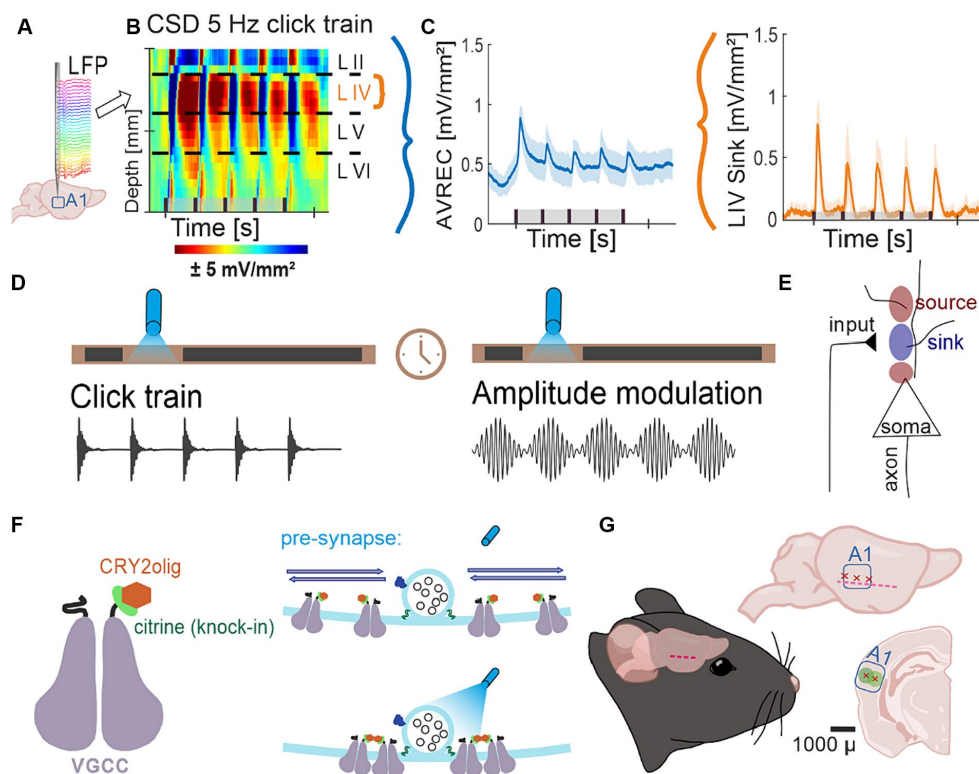 A
LFP
A1
B
CSD 5 Hz click train
L II
L IV
L V
L VI
Depth [mm]
Time [s]
± 5 mV/mm²
C
AVREC [mV/mm²]
1.5
1
0.5
0
Time [s]
LIV Sink [mV/mm²]
1.5
1
0.5
0
Time [s]
D
Click train
Amplitude modulation
E
source
input
sink
soma
axon
F
CRY2olig
citrine (knock-in)
VGCC
pre-synapse:
G
A1
A1
1000 µ